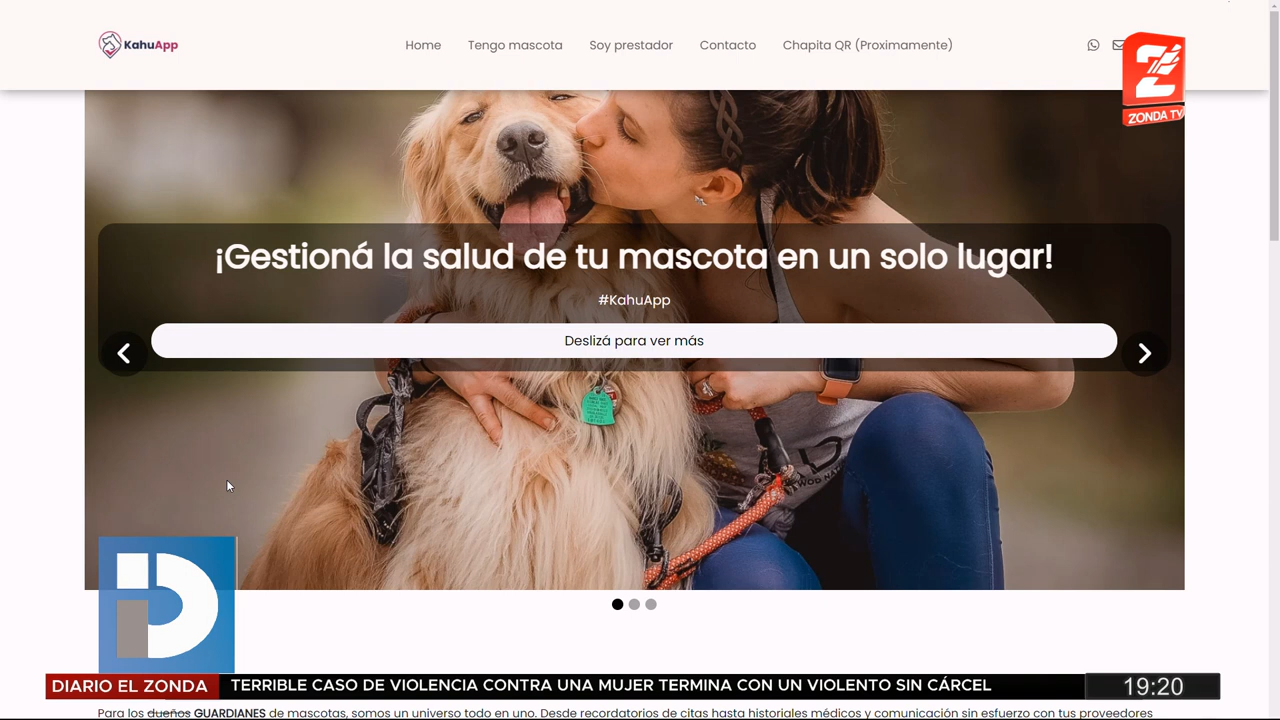 KahuApp
Home Tengo mascota Soy prestador Contacto Chapita QR (Proximamente)
ZONDA TV
¡Gestioná la salud de tu mascota en un solo lugar!
#KahuApp
Deslizá para ver más
DIARIO EL ZONDA TERRIBLE CASO DE VIOLENCIA CONTRA UNA MUJER TERMINA CON UN VIOLENTO SIN CÁRCEL 19:20
Para los dueños GUARDIANES de mascotas, somos un universo todo en uno. Desde recordatorios de citas hasta historiales médicos y comunicación sin esfuerzo con tus proveedores